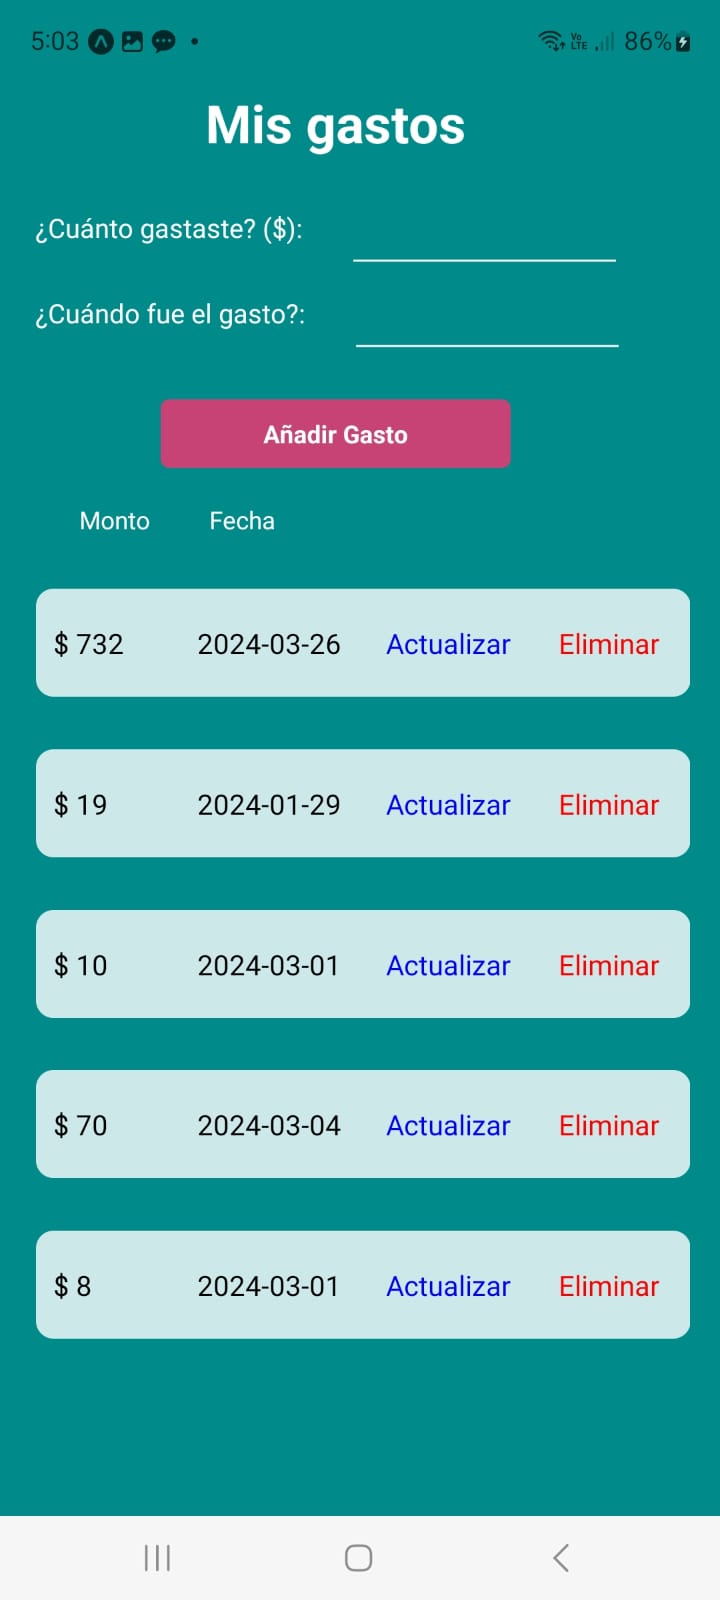 5:03 86%
Mis gastos
¿Cuánto gastaste? ($):
¿Cuándo fue el gasto?:
Añadir Gasto
Monto Fecha
$ 732 2024-03-26 Actualizar Eliminar
$ 19 2024-01-29 Actualizar Eliminar
$ 10 2024-03-01 Actualizar Eliminar
$ 70 2024-03-04 Actualizar Eliminar
$ 8 2024-03-01 Actualizar Eliminar